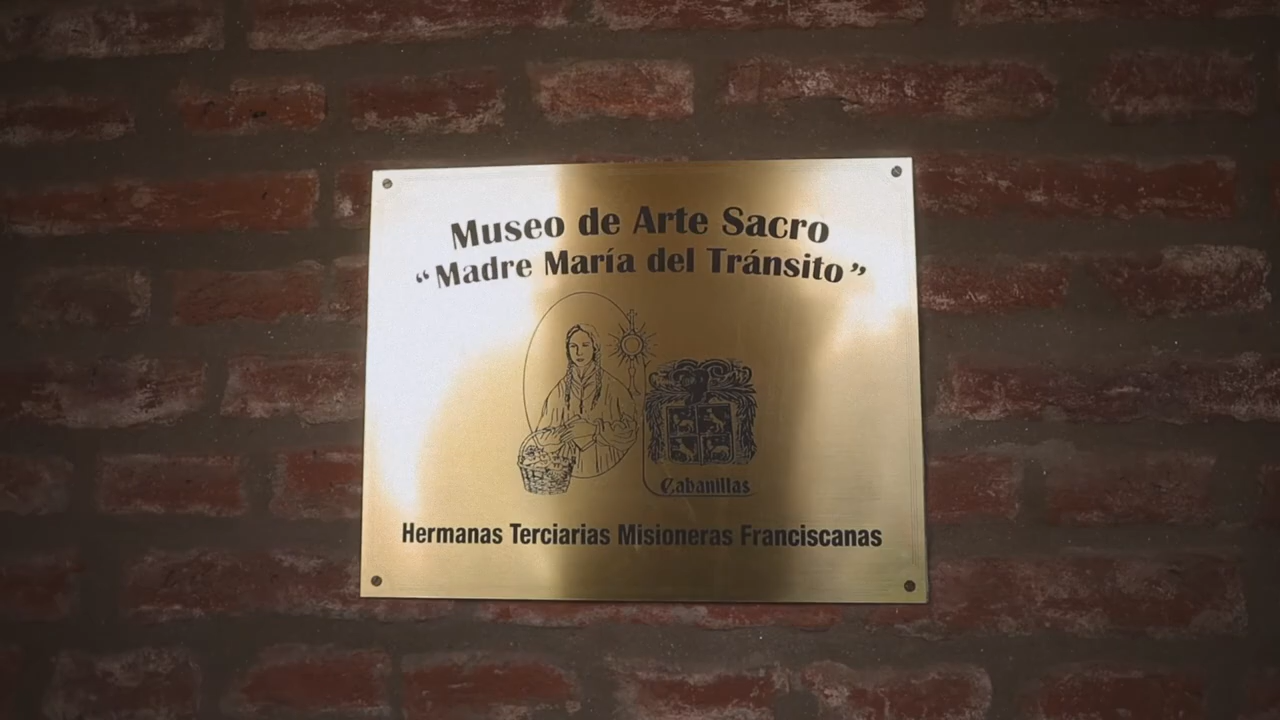 Museo de Arte Sacro
“Madre María del Tránsito”
Cabanillas
Hermanas Terciarias Misioneras Franciscanas